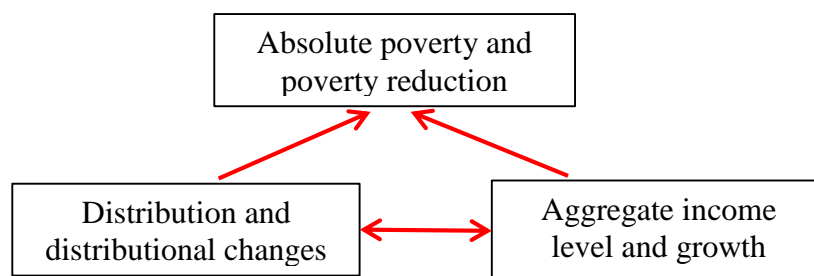 Absolute poverty and
poverty reduction
Distribution and
distributional changes
Aggregate income
level and growth